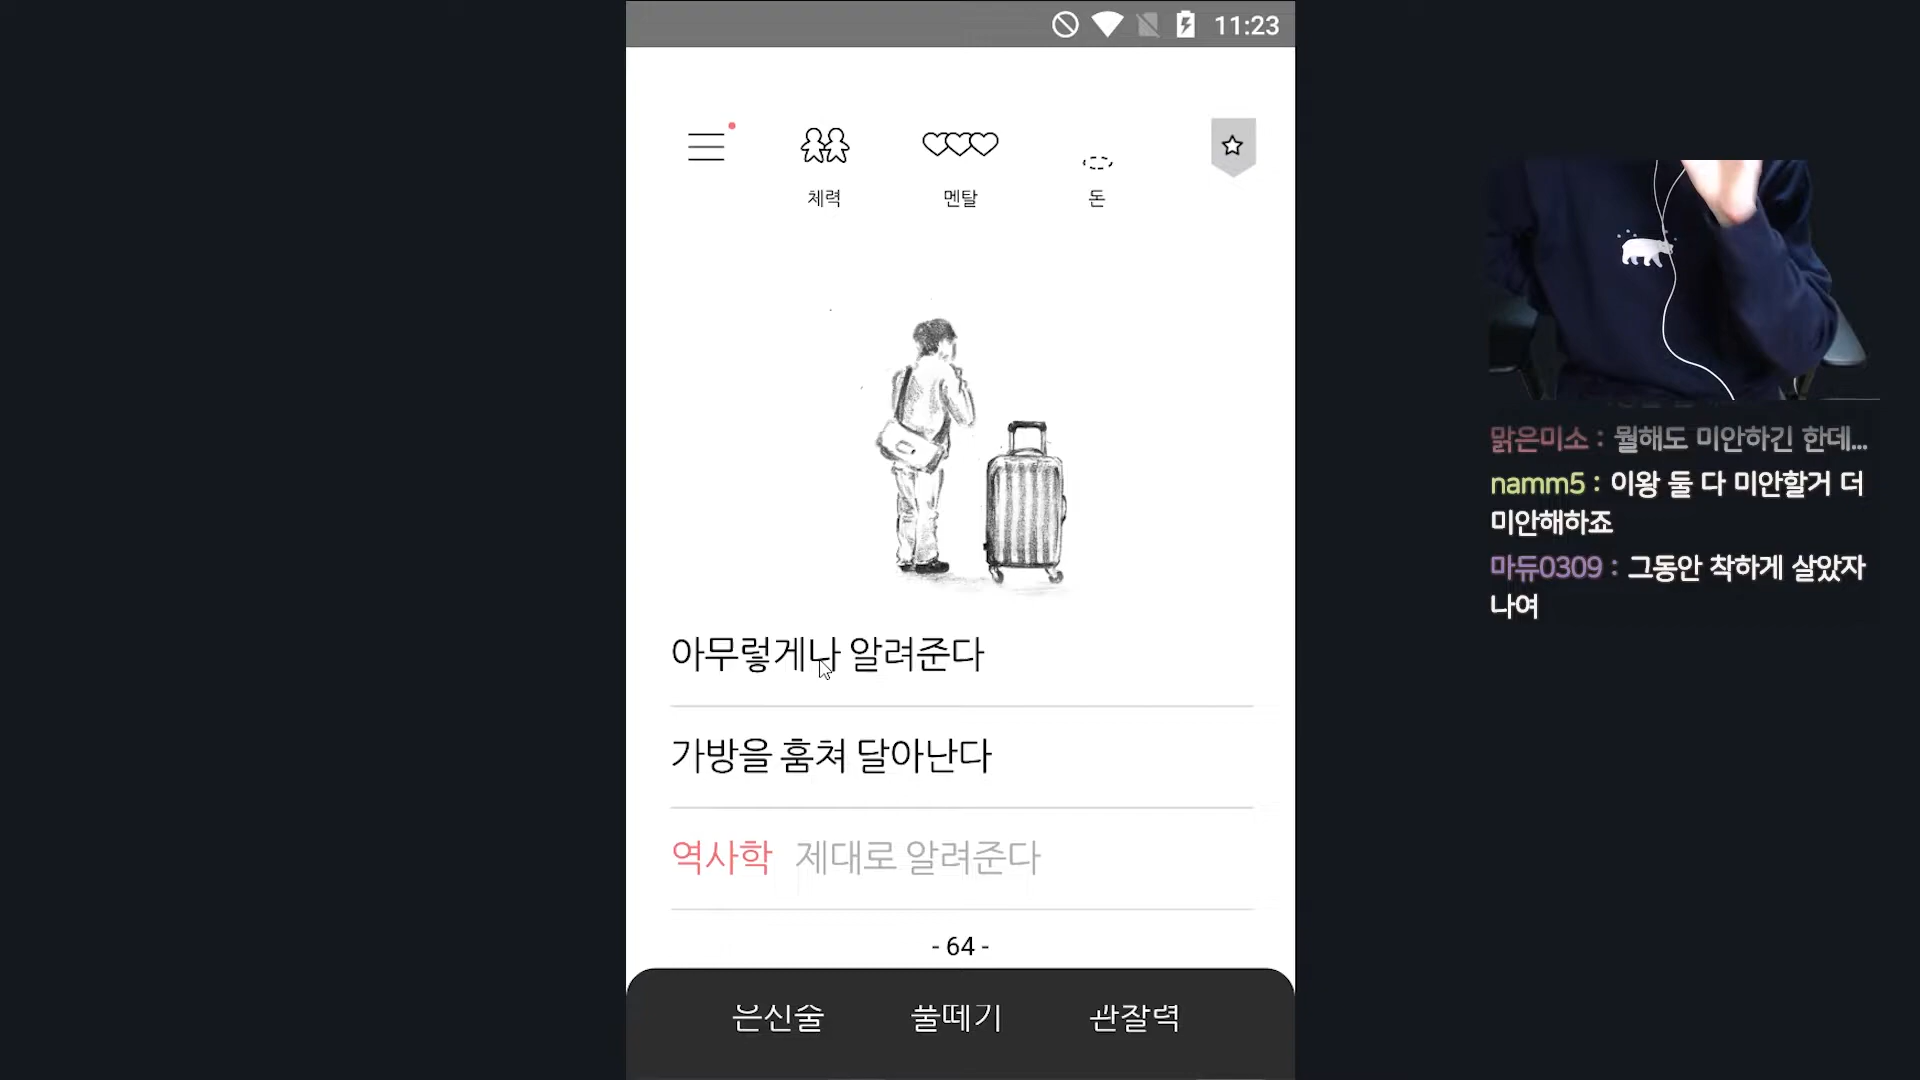 11:23
체력
멘탈
돈
아무렇게나 알려준다
가방을 훔쳐 달아난다
역사학 제대로 알려준다
- 64 -
은신술 풀떼기 관찰력
맑은미소 : 뭘해도 미안하긴 한데...
namm5 : 이왕 둘 다 미안할거 더
미안해하죠
마듀0309 : 그동안 착하게 살았자
나여